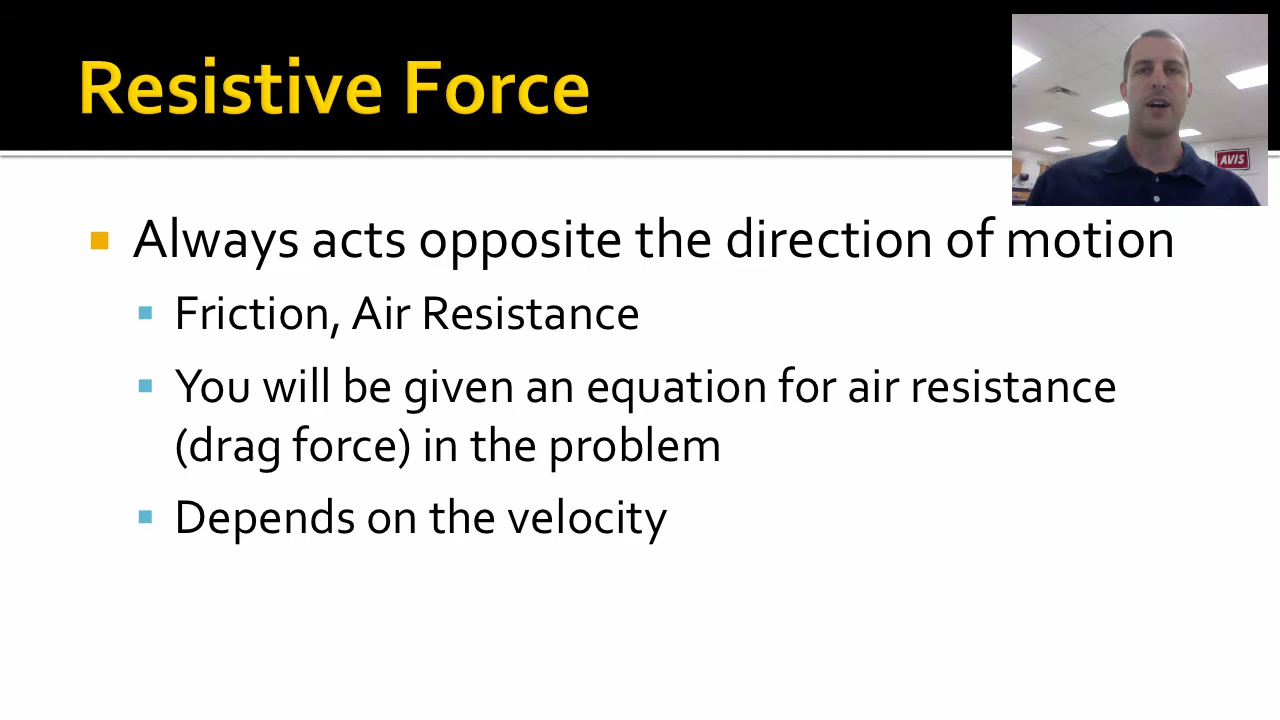 Resistive Force
AVIS
Always acts opposite the direction of motion
Friction, Air Resistance
You will be given an equation for air resistance
(drag force) in the problem
Depends on the velocity